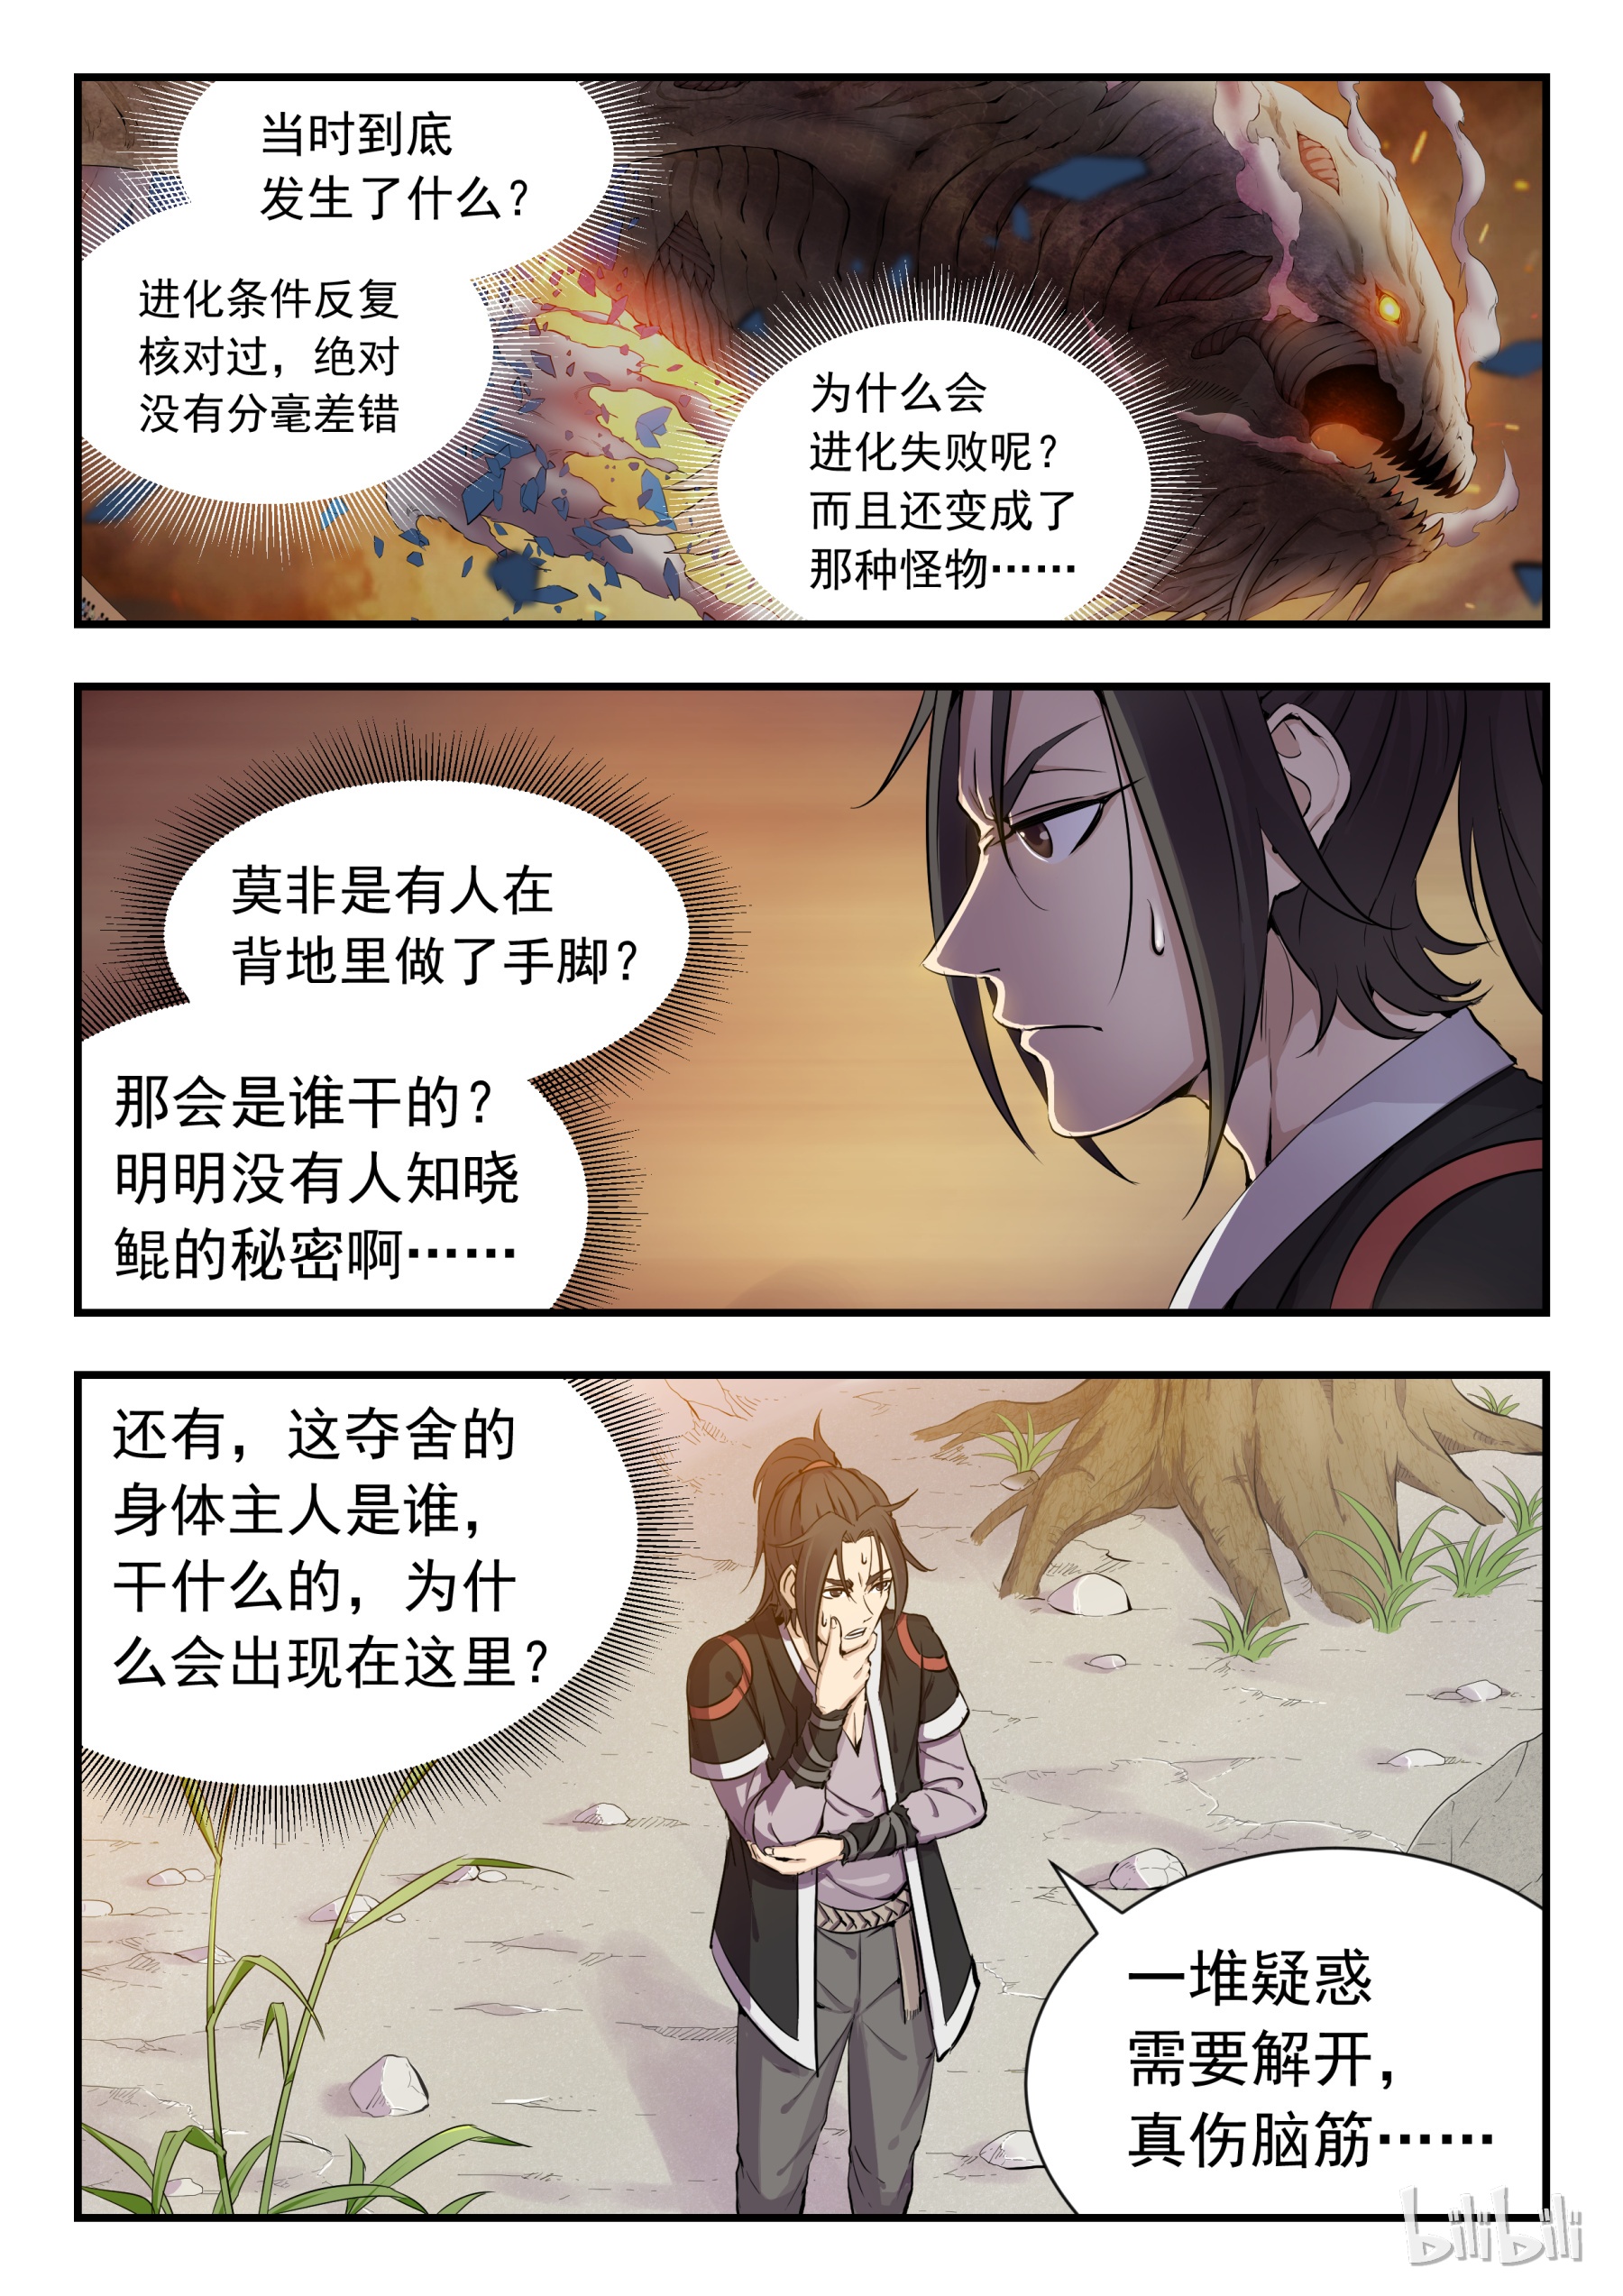 当时到底
发生了什么？
进化条件反复
核对过，绝对
没有分毫差错
为什么会
进化失败呢？
而且还变成了
那种怪物……
莫非是有人在
背地里做了手脚？
那会是谁干的？
明明没有人知晓
鲲的秘密啊……
还有，这夺舍的
身体主人是谁，
干什么的，为什
么会出现在这里？
一堆疑惑
需要解开，
真伤脑筋……
bilibili